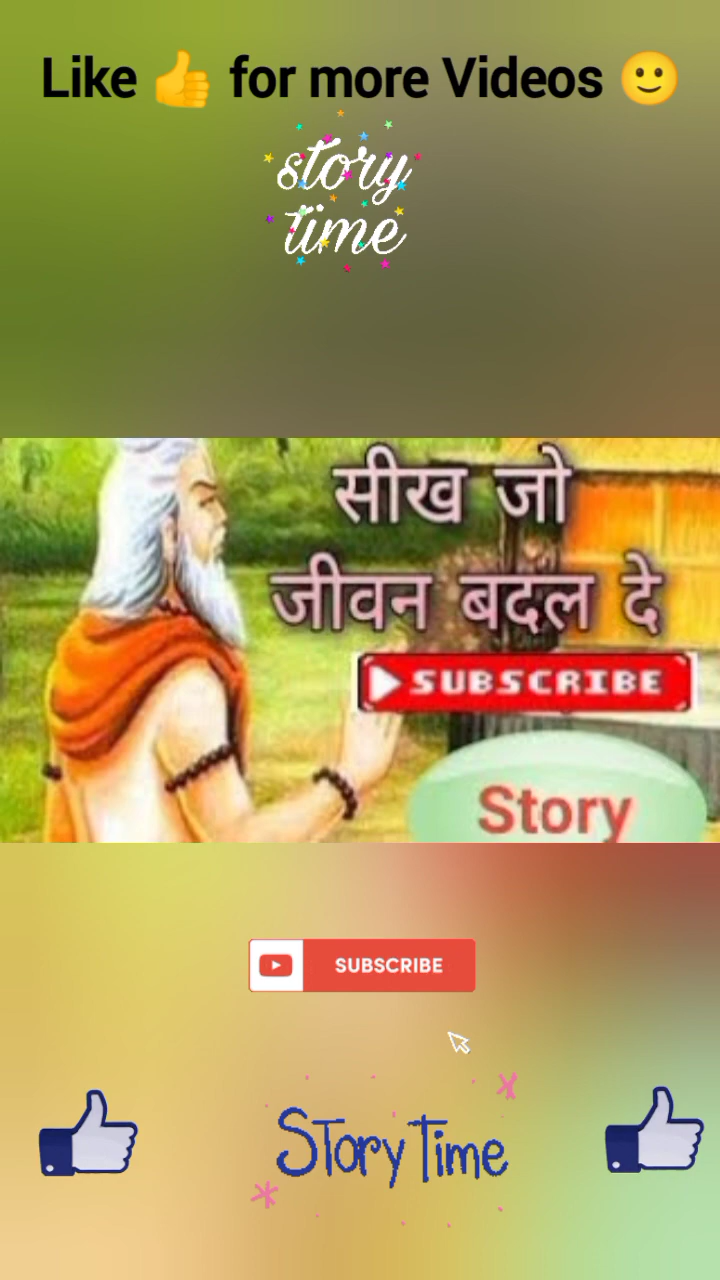 Like 👍 for more Videos 🙂
story
time
सीख जो
जीवन बदल दे
SUBSCRIBE
Story
SUBSCRIBE
Story Time